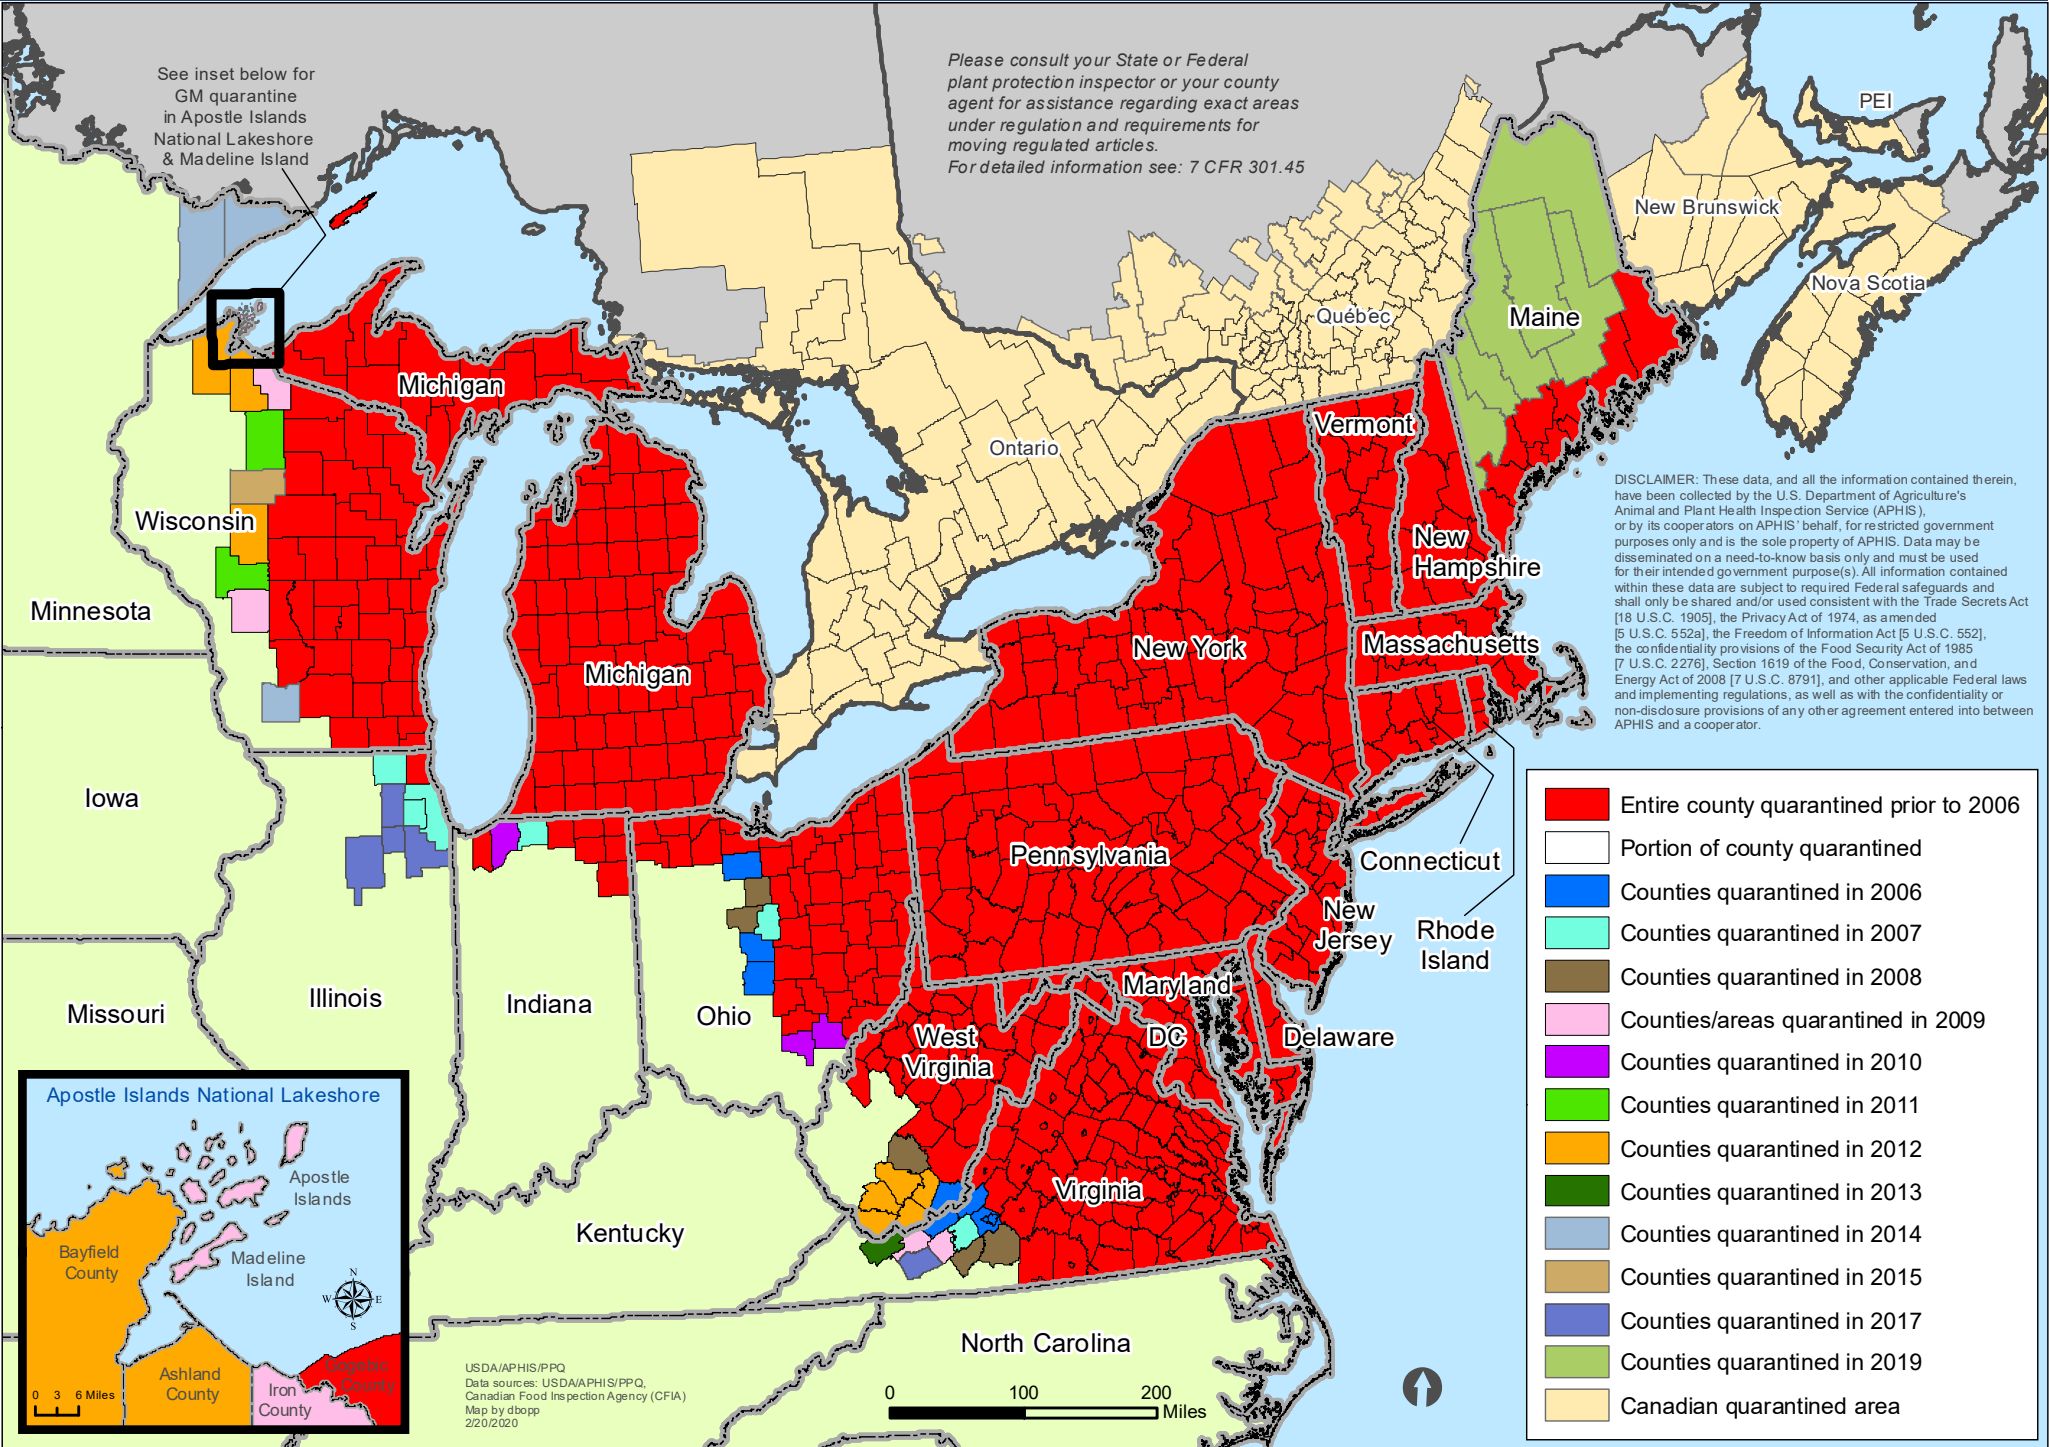 See inset below for
GM quarantine
in Apostle Islands
National Lakeshore
& Madeline Island
Please consult your State or Federal
plant protection inspector or your county
agent for assistance regarding exact areas
under regulation and requirements for
moving regulated articles.
For detailed information see: 7 CFR 301.45
PEI
New Brunswick
Nova Scotia
Québec
Maine
Michigan
Vermont
Ontario
Wisconsin
New
Hampshire
Minnesota
Massachusetts
New York
Michigan
DISCLAIMER: These data, and all the information contained therein,
have been collected by the U.S. Department of Agriculture's
Animal and Plant Health Inspection Service (APHIS),
or by its cooperators on APHIS' behalf, for restricted government
purposes only and is the sole property of APHIS. Data may be
disseminated on a need-to-know basis only and must be used
for their intended government purpose(s). All information contained
within these data are subject to required Federal safeguards and
shall only be shared and/or used consistent with the Trade Secrets Act
[18 U.S.C. 1905], the Privacy Act of 1974, as amended
[5 U.S.C. 552a], the Freedom of Information Act [5 U.S.C. 552],
the confidentiality provisions of the Food Security Act of 1985
[7 U.S.C. 2276], Section 1619 of the Food, Conservation, and
Energy Act of 2008 [7 U.S.C. 8791], and other applicable Federal laws
and implementing regulations, as well as with the confidentiality or
non-disclosure provisions of any other agreement entered into between
APHIS and a cooperator.
Iowa
Pennsylvania
Connecticut
New
Jersey
Rhode
Island
Missouri
Illinois
Indiana
Ohio
Maryland
West
Virginia
DC
Delaware
Virginia
Kentucky
North Carolina
Entire county quarantined prior to 2006
Portion of county quarantined
Counties quarantined in 2006
Counties quarantined in 2007
Counties quarantined in 2008
Counties/areas quarantined in 2009
Counties quarantined in 2010
Counties quarantined in 2011
Counties quarantined in 2012
Counties quarantined in 2013
Counties quarantined in 2014
Counties quarantined in 2015
Counties quarantined in 2017
Counties quarantined in 2019
Canadian quarantined area
Apostle Islands National Lakeshore
Apostle
Islands
Bayfield
County
Madeline
Island
N
W E
S
Ashland
County
Iron
County
Gogebic
County
0 3 6 Miles
USDA/APHIS/PPQ
Data sources: USDA/APHIS/PPQ,
Canadian Food Inspection Agency (CFIA)
Map by dbopp
2/20/2020
0 100 200
Miles